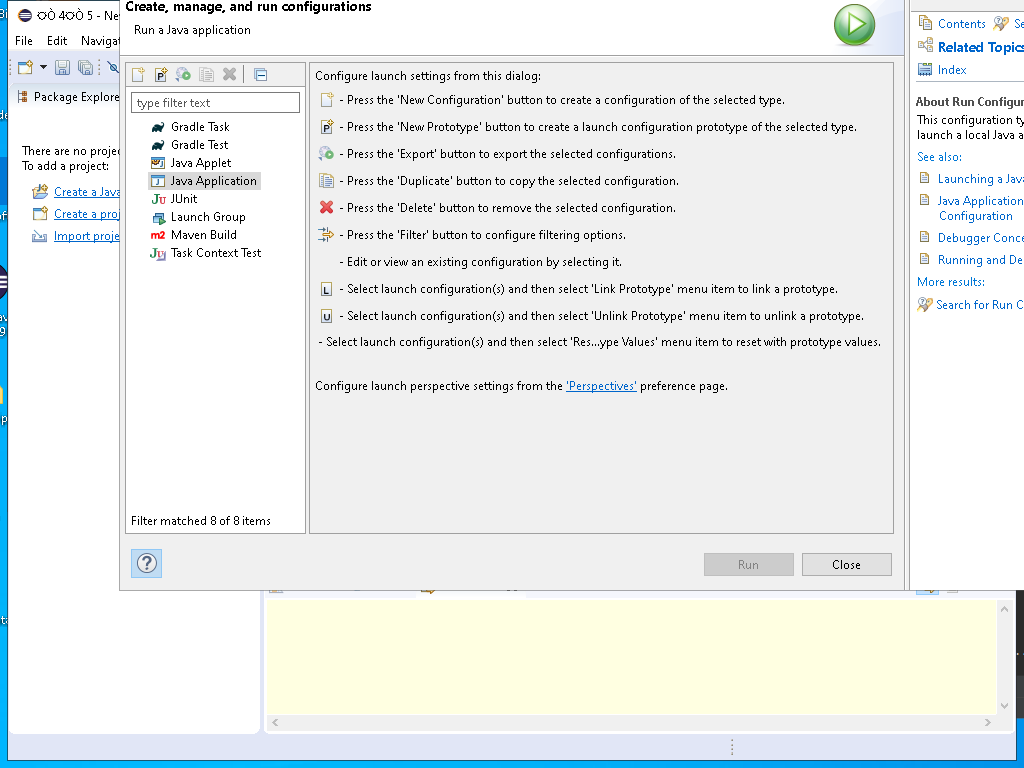 Create, manage, and run configurations
Run a Java application
File Edit
Package Explore
There are no proje
To add a project:
Create a Java
Create a proj
Import proje
type filter text
Gradle Task
Gradle Test
Java Applet
Java Application
JUnit
Launch Group
Maven Build
Task Context Test
Filter matched 8 of 8 items
Configure launch settings from this dialog:
- Press the 'New Configuration' button to create a configuration of the selected type.
- Press the 'New Prototype' button to create a launch configuration prototype of the selected type.
- Press the 'Export' button to export the selected configurations.
- Press the 'Duplicate' button to copy the selected configuration.
- Press the 'Delete' button to remove the selected configuration.
- Press the 'Filter' button to configure filtering options.
- Edit or view an existing configuration by selecting it.
- Select launch configuration(s) and then select 'Link Prototype' menu item to link a prototype.
- Select launch configuration(s) and then select 'Unlink Prototype' menu item to unlink a prototype.
- Select launch configuration(s) and then select 'Res...ype Values' menu item to reset with prototype values.
Configure launch perspective settings from the 'Perspectives' preference page.
Run
Close
Contents Se
Related Topics
Index
About Run Configur
This configuration ty
launch a local Java a
See also:
Launching a Java
Java Application
Configuration
Debugger Conce
Running and De
More results:
Search for Run C